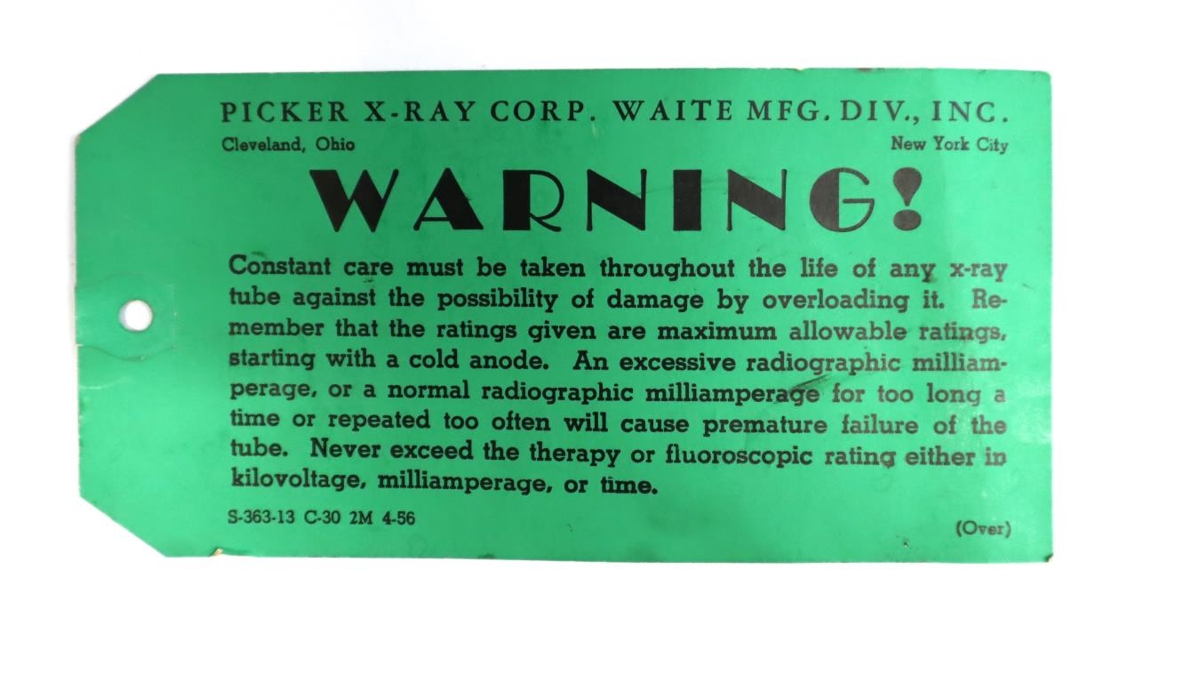 PICKER X-RAY CORP. WAITE MFG. DIV., INC.
Cleveland, Ohio New York City
WARNING!
Constant care must be taken throughout the life of any x-ray
tube against the possibility of damage by overloading it. Re-
member that the ratings given are maximum allowable ratings,
starting with a cold anode. An excessive radiographic milliam-
perage, or a normal radiographic milliamperage for too long a
time or repeated too often will cause premature failure of the
tube. Never exceed the therapy or fluoroscopic rating either in
kilovoltage, milliamperage, or time.
S-363-13 C-30 2M 4-56 (Over)